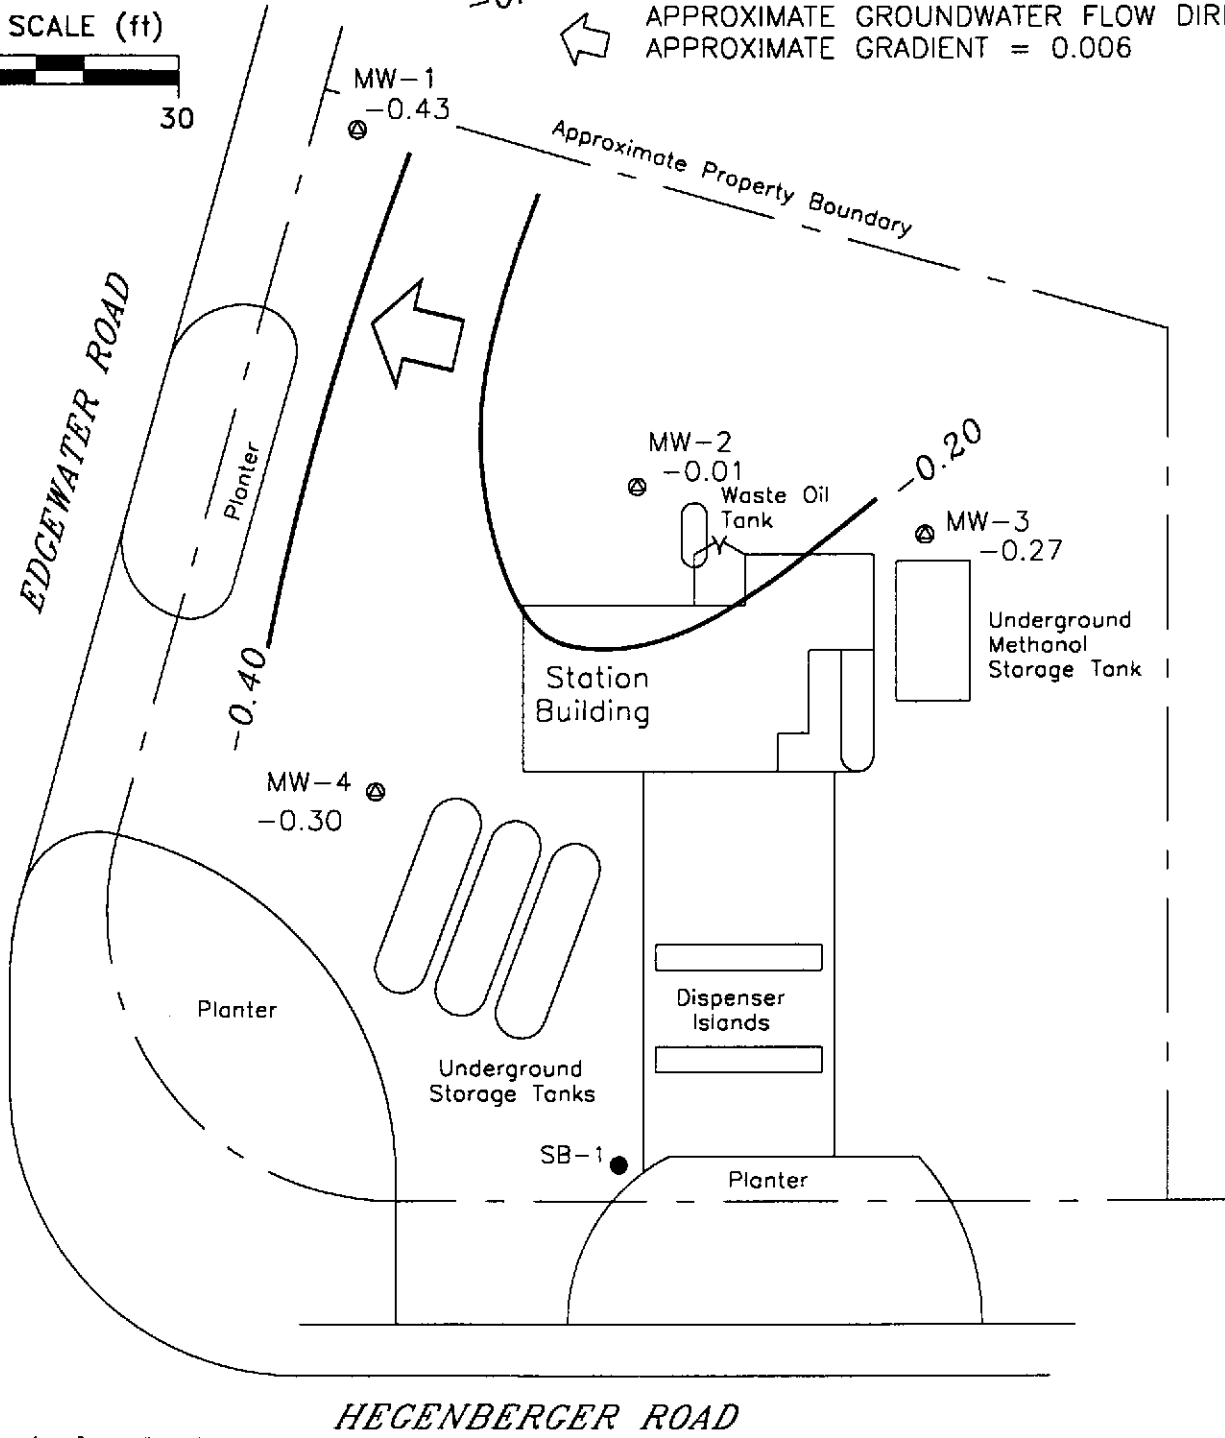 SCALE (ft)
30
APPROXIMATE GROUNDWATER FLOW
APPROXIMATE GRADIENT = 0.006
MW-1
-0.43
Approximate Property Boundary
EDGEWATER ROAD
Planter
MW-2
-0.01
Waste Oil
Tank
-0.20
MW-3
-0.27
Underground
Methanol
Storage Tank
Station
Building
-0.40
MW-4
-0.30
Planter
Underground
Storage Tanks
Dispenser
Islands
SB-1
Planter
HEGENBERGER ROAD